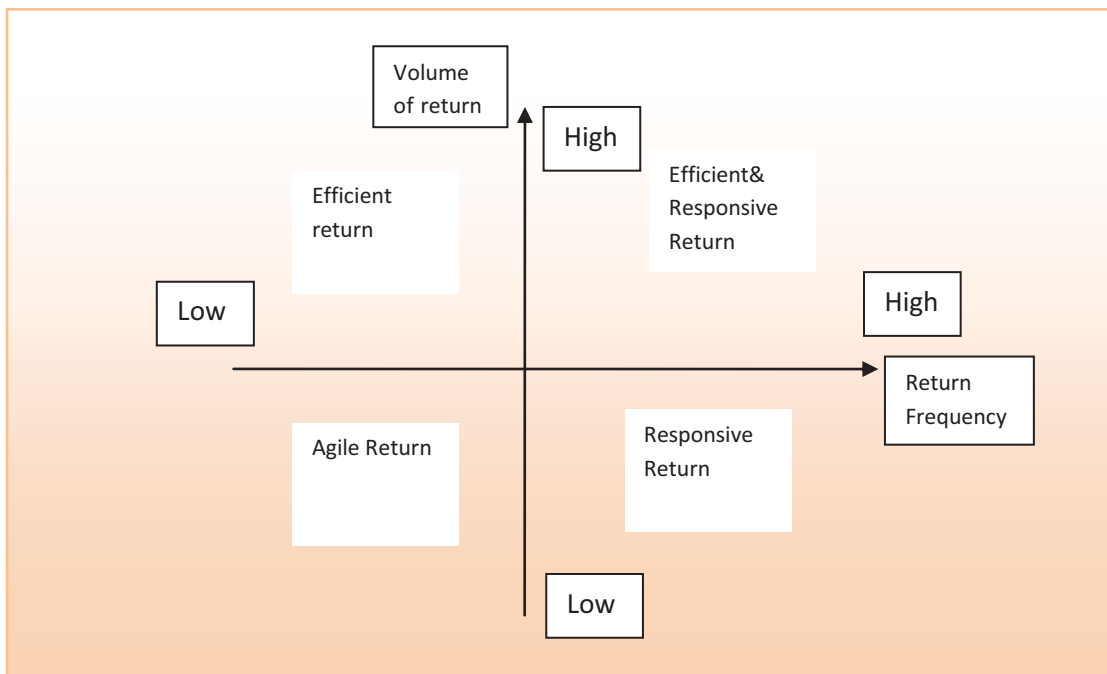 Volume
of return
High
Efficient
return
Efficient&
Responsive
Return
Low
High
Return
Frequency
Agile Return
Responsive
Return
Low